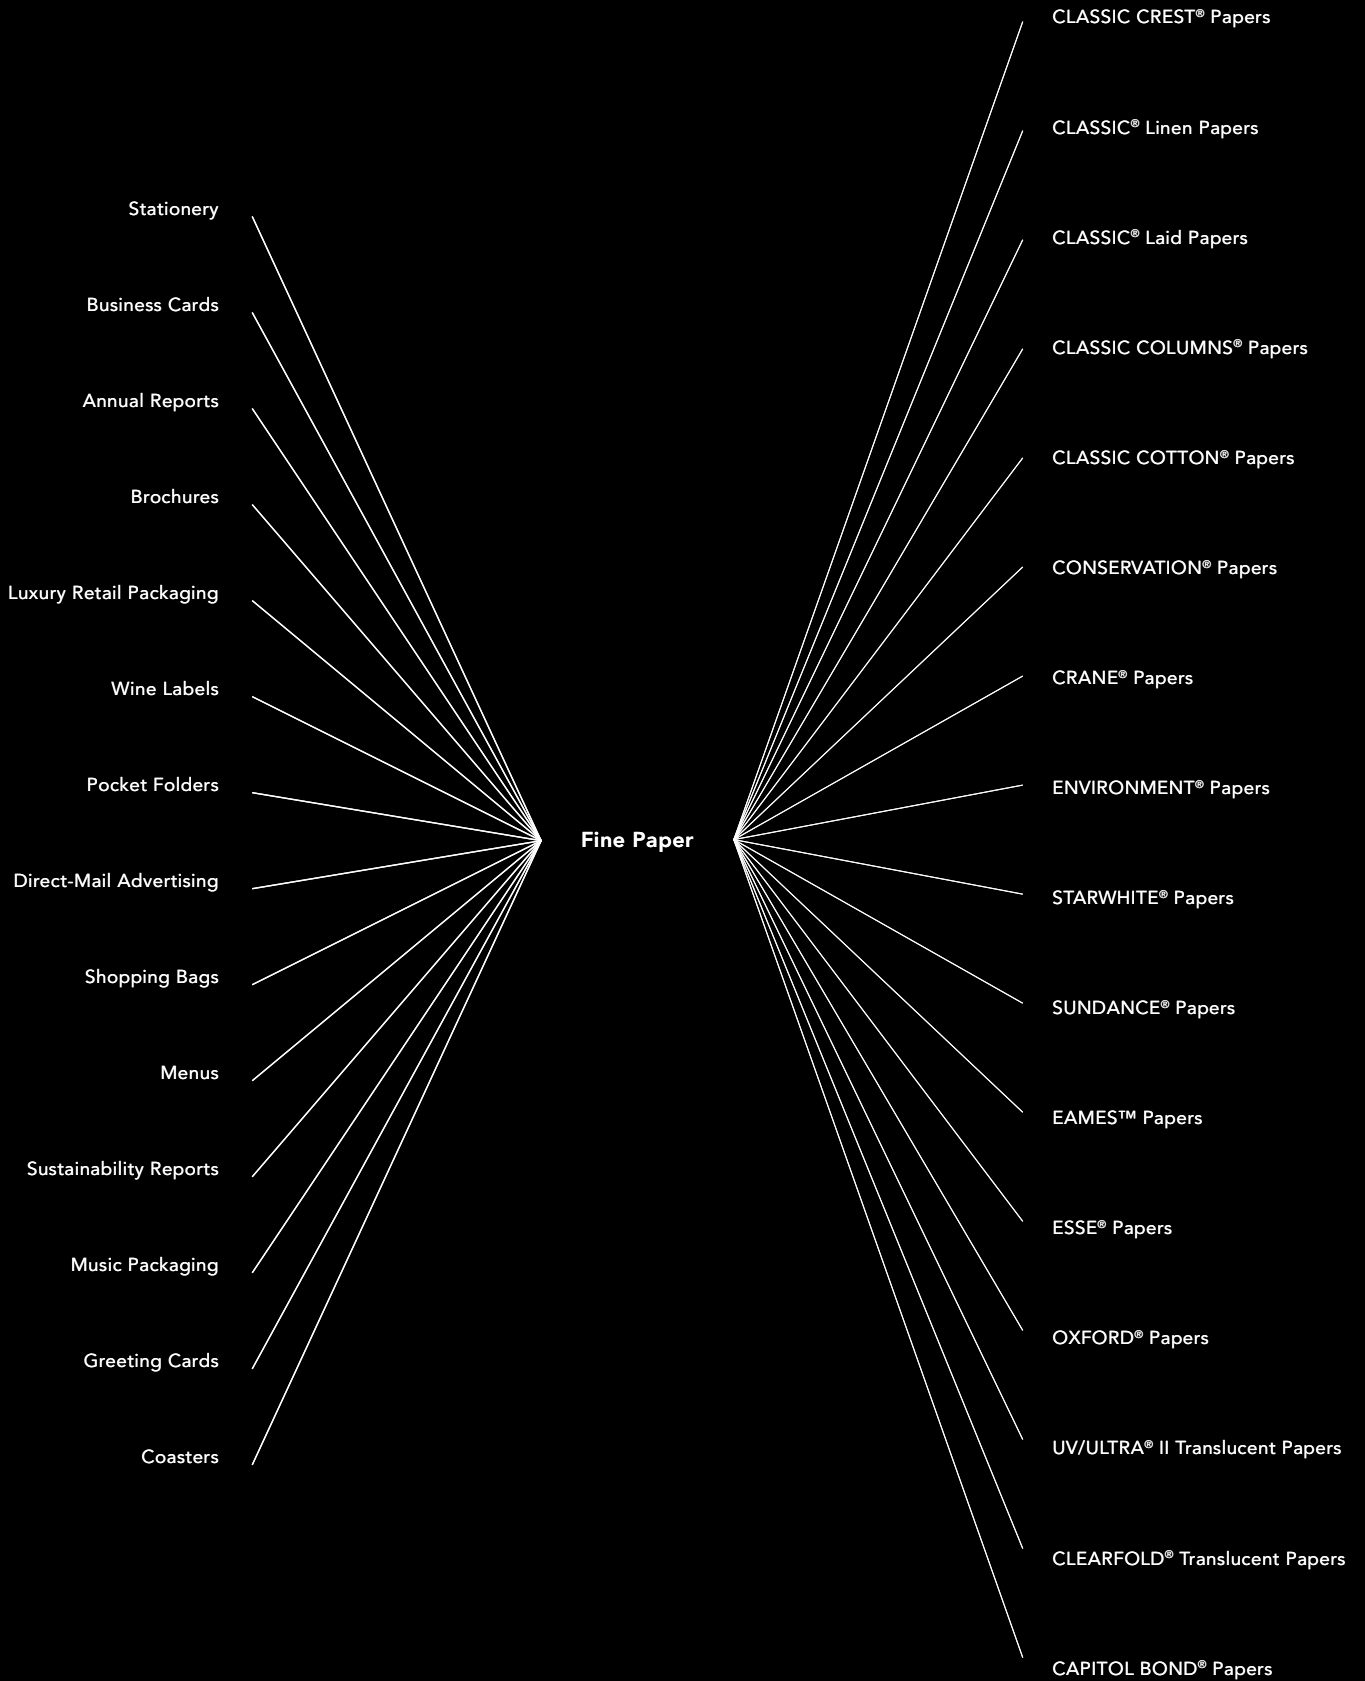 Stationery
Business Cards
Annual Reports
Brochures
Luxury Retail Packaging
Wine Labels
Pocket Folders
Direct-Mail Advertising
Shopping Bags
Menus
Sustainability Reports
Music Packaging
Greeting Cards
Coasters
Fine Paper
CLASSIC CREST® Papers
CLASSIC® Linen Papers
CLASSIC® Laid Papers
CLASSIC COLUMNS® Papers
CLASSIC COTTON® Papers
CONSERVATION® Papers
CRANE® Papers
ENVIRONMENT® Papers
STARWHITE® Papers
SUNDANCE® Papers
EAMES™ Papers
ESSE® Papers
OXFORD® Papers
UV/ULTRA® II Translucent Papers
CLEARFOLD® Translucent Papers
CAPITOL BOND® Papers